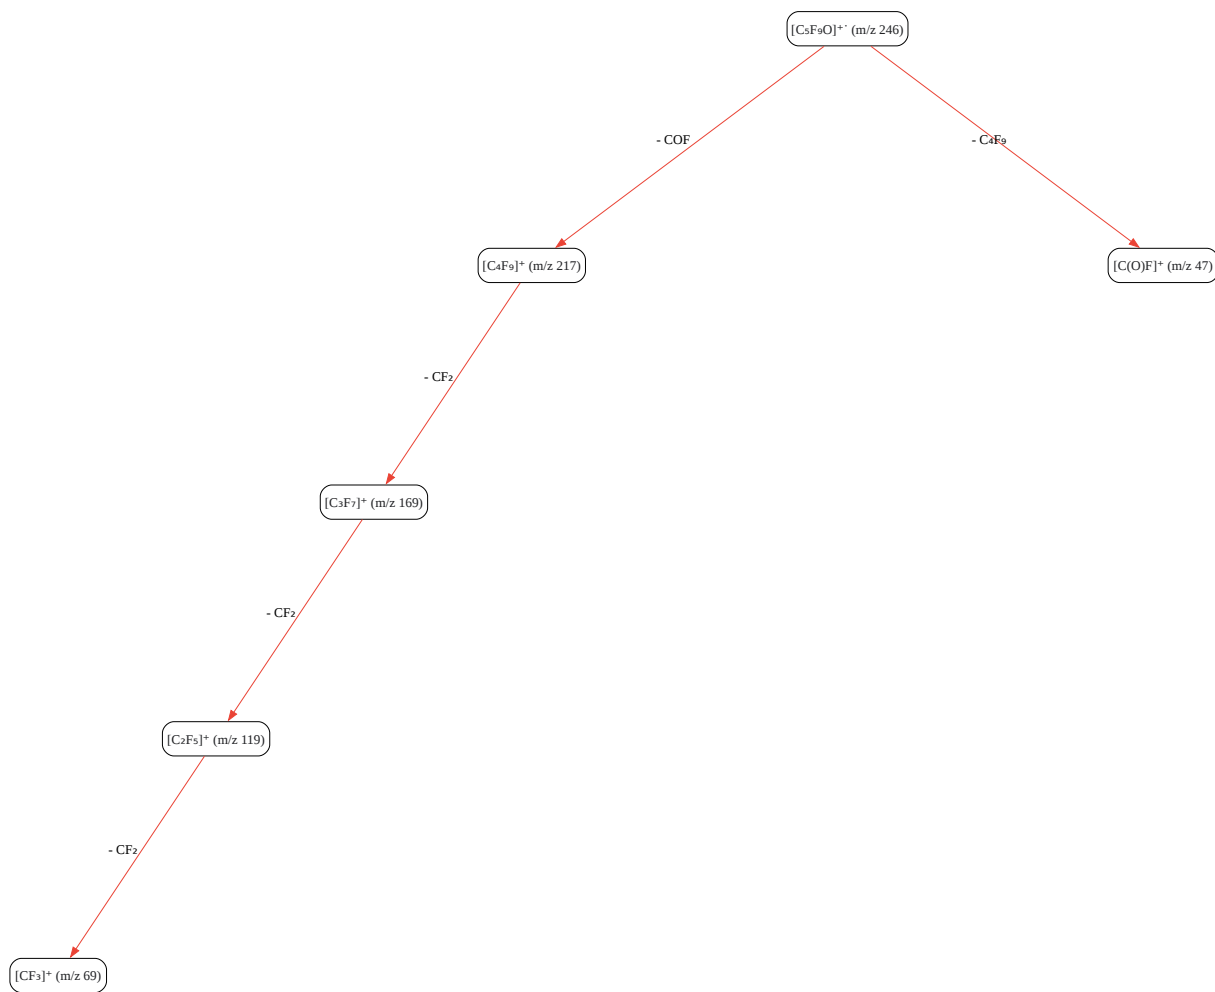 [C₅F₉O]⁺˙ (m/z 246)
- COF
- C₄F₉
[C₄F₉]⁺ (m/z 217)
[C(O)F]⁺ (m/z 47)
- CF₂
[C₃F₇]⁺ (m/z 169)
- CF₂
[C₂F₅]⁺ (m/z 119)
- CF₂
[CF₃]⁺ (m/z 69)